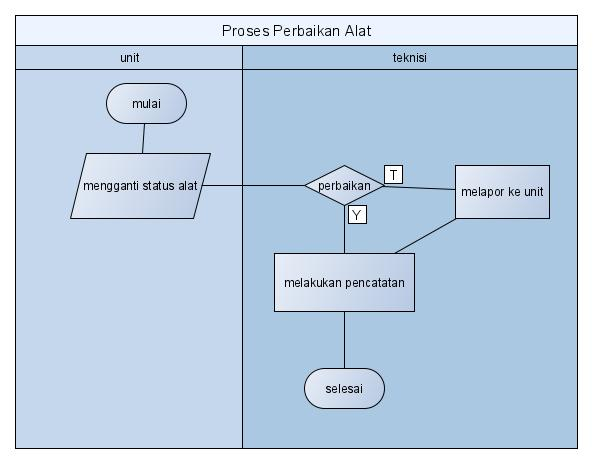 Proses Perbaikan Alat
unit
teknisi
mulai
mengganti status alat
perbaikan
T
melapor ke unit
Y
melakukan pencatatan
selesai